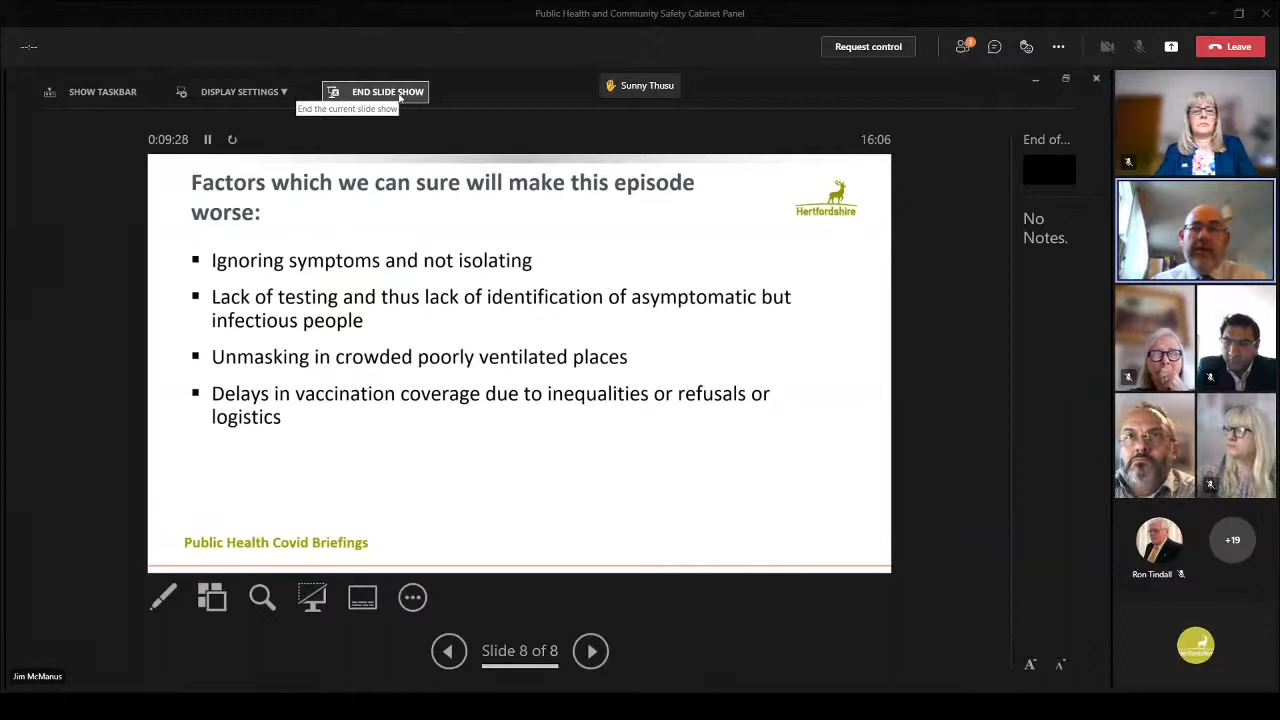 Public Health and Community Safety Cabinet Panel
--:--
Request control
1
Leave
SHOW TASKBAR
DISPLAY SETTINGS ▼
END SLIDE SHOW
End the current slide show
Sunny Thusu
0:09:28
16:06
End of...
No
Notes.
Factors which we can sure will make this episode
worse:
Hertfordshire
▪ Ignoring symptoms and not isolating
▪ Lack of testing and thus lack of identification of asymptomatic but
infectious people
▪ Unmasking in crowded poorly ventilated places
▪ Delays in vaccination coverage due to inequalities or refusals or
logistics
Public Health Covid Briefings
Slide 8 of 8
A A
Jim McManus
+19
Ron Tindall
Hertfordshire